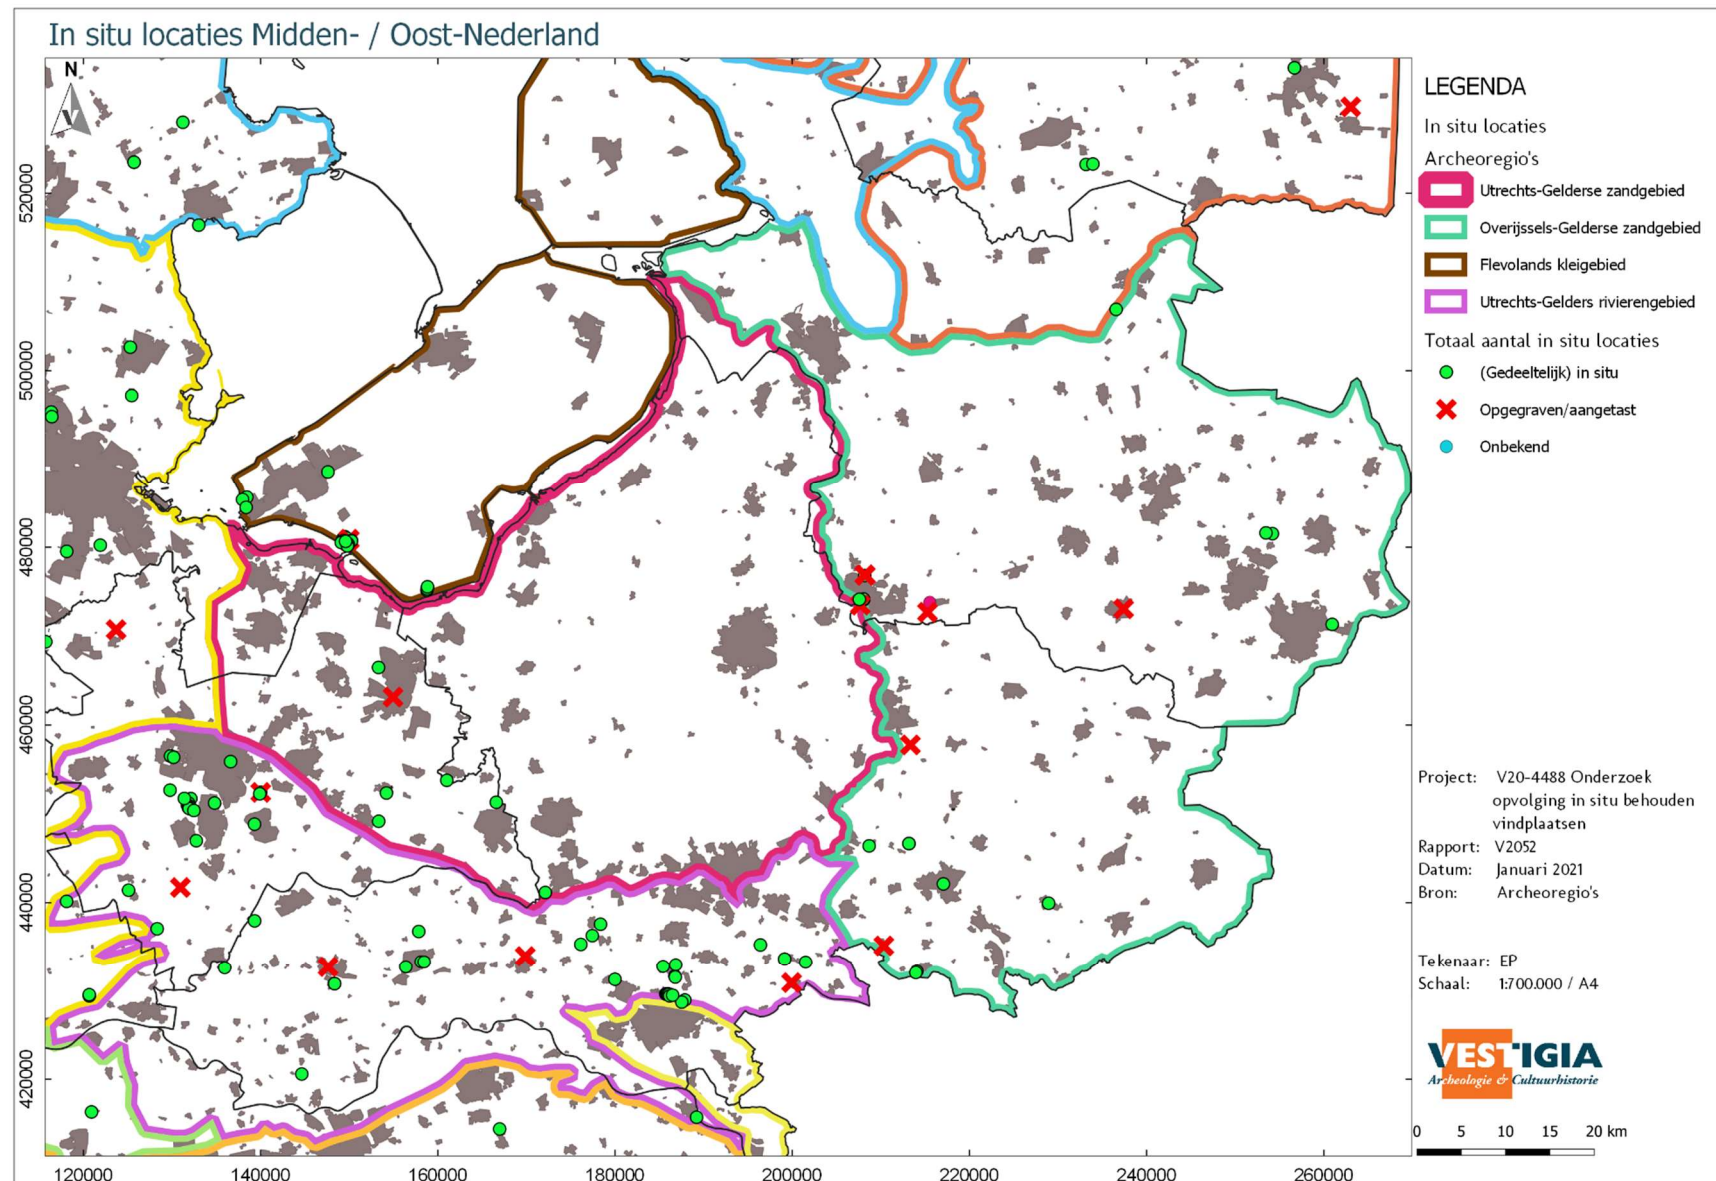 In situ locaties Midden- / Oost-Nederland
N
LEGENDA
In situ locaties
Archeoregio's
Utrechts-Gelderse zandgebied
Overijssels-Gelderse zandgebied
Flevolands kleigebied
Utrechts-Gelders rivierengebied
Totaal aantal in situ locaties
(Gedeeltelijk) in situ
Opgegraven/aangetast
Onbekend
Project: V20-4488 Onderzoek
opvolging in situ behouden
vindplaatsen
Rapport: V2052
Datum: Januari 2021
Bron: Archeoregio's
Tekenaar: EP
Schaal: 1:700.000 / A4
VESTIGIA
Archeologie & Cultuurhistorie
0 5 10 15 20 km
520000
500000
480000
460000
440000
420000
120000 140000 160000 180000 200000 220000 240000 260000